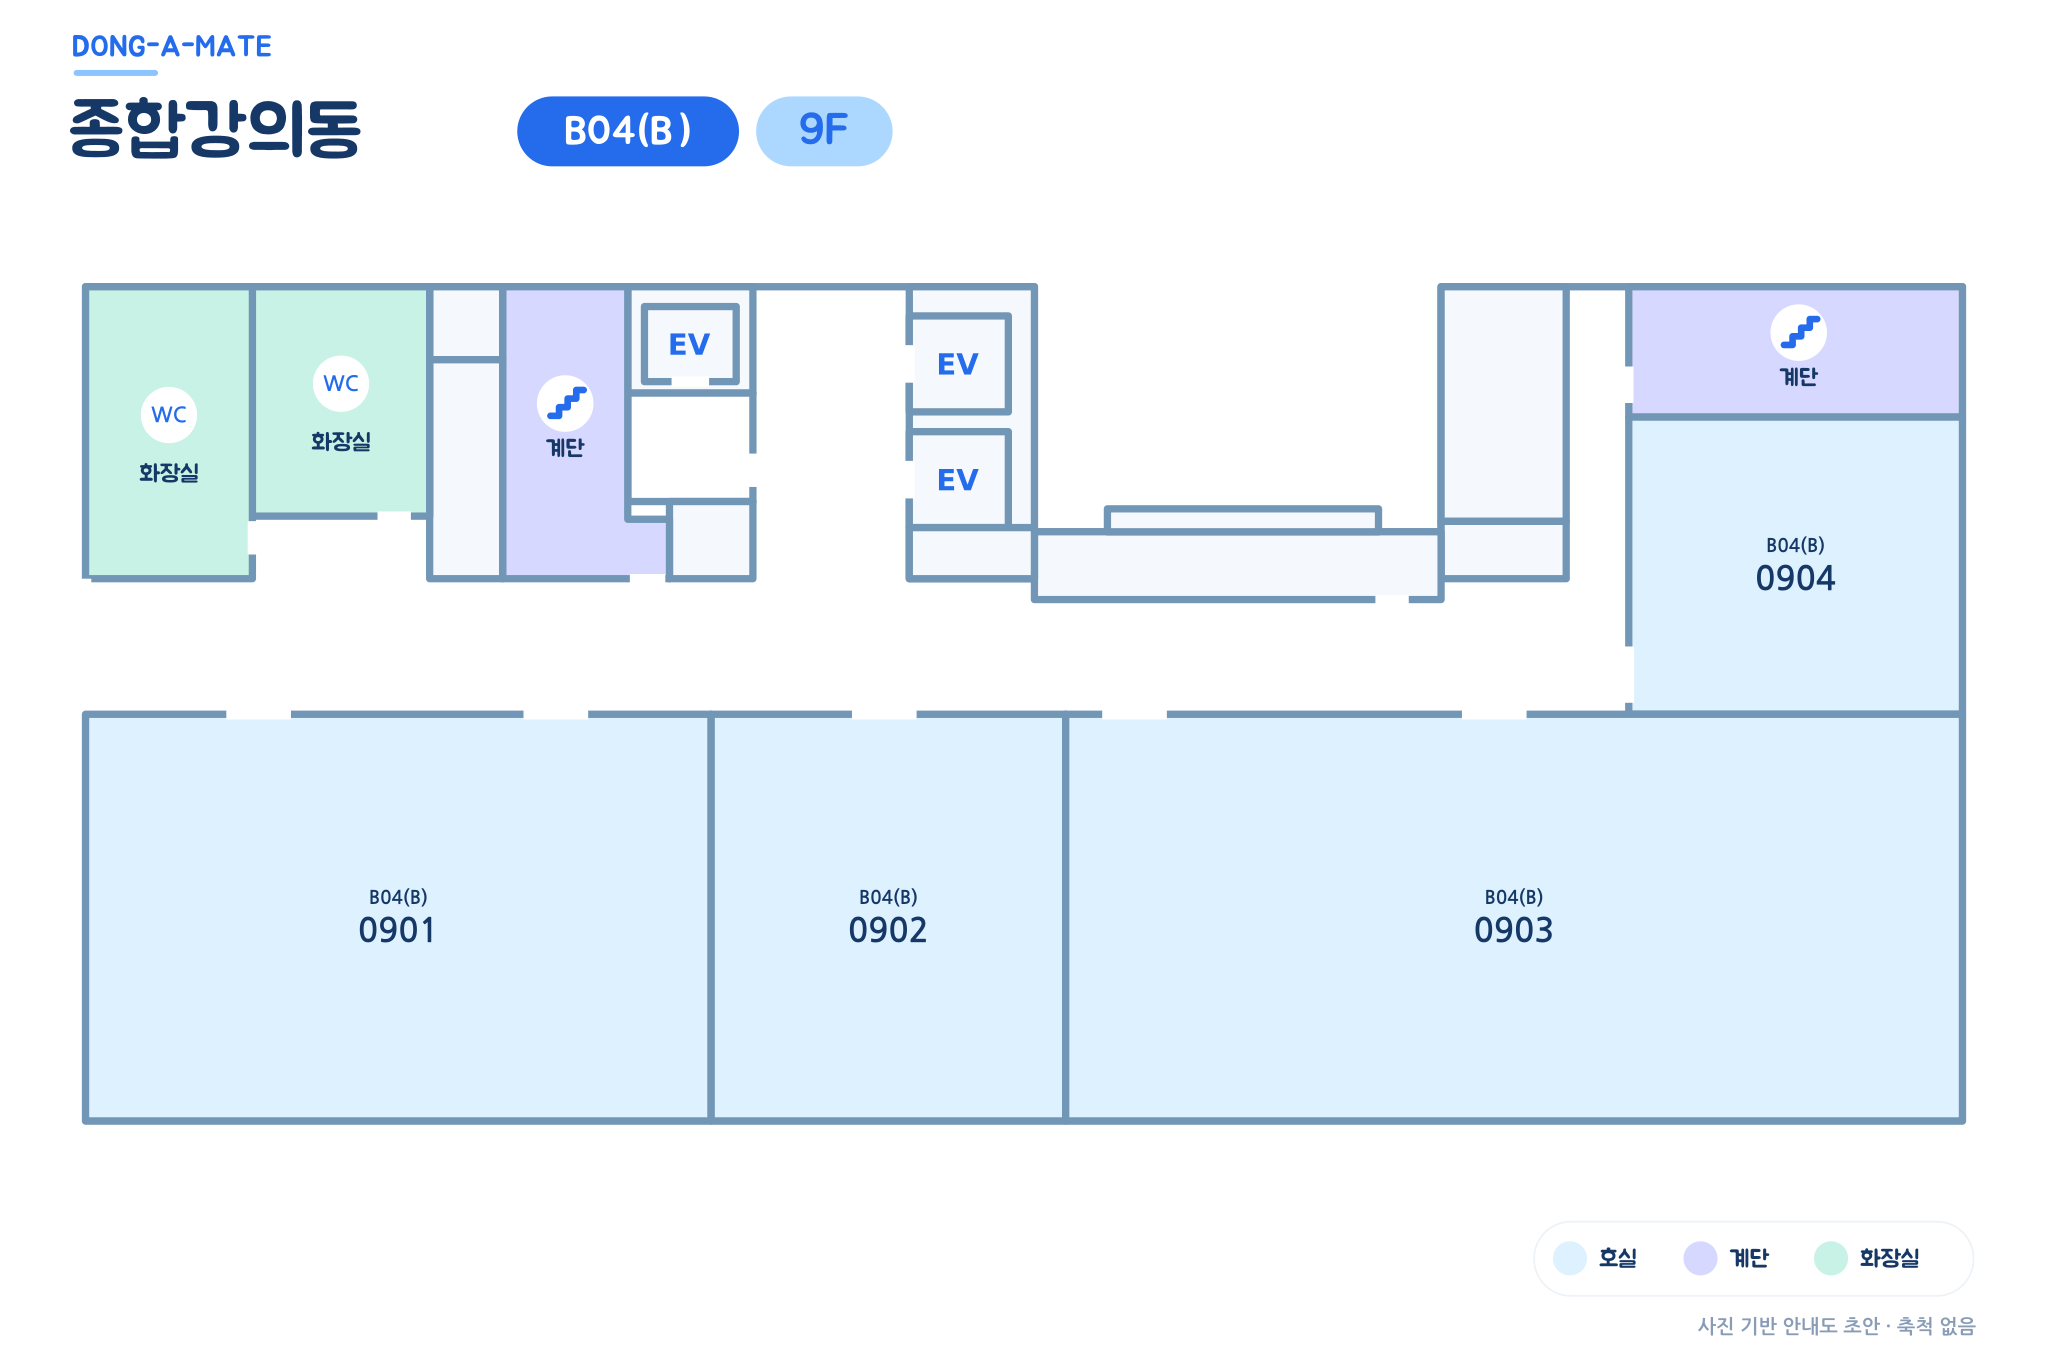 DONG-A-MATE
종합강의동
B04(B)
9F
WC
화장실
WC
화장실
계단
EV
EV
EV
계단
B04(B)
0904
B04(B)
0901
B04(B)
0902
B04(B)
0903
호실
계단
화장실
사진 기반 안내도 초안 · 축척 없음